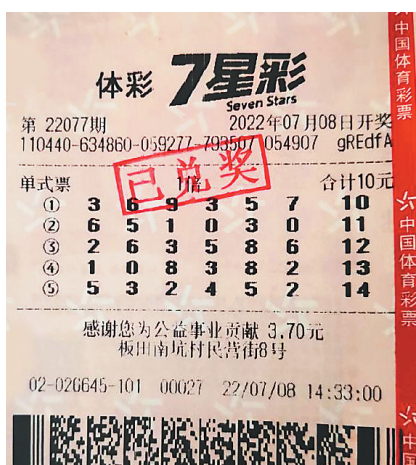 体彩 7星彩
Seven Stars
第 22077期 2022年07月08日开奖
110440-634860-059277-793507 054907 gREdfA
已兑奖
单式票 1倍 合计10元
① 3 6 9 3 5 7 10
② 6 5 1 0 3 0 11
③ 2 6 3 5 8 6 12
④ 1 0 8 3 8 2 13
⑤ 5 3 2 4 5 2 14
感谢您为公益事业贡献 3.70元
板田南坑村民营街8号
02-026645-101 00027 22/07/08 14:33:00
中国体育彩票
中国体育彩票
中国